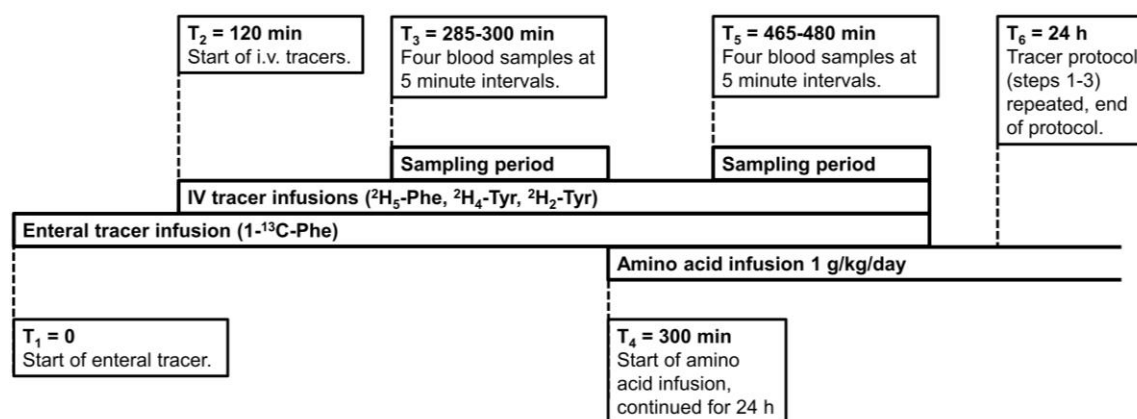 T₂ = 120 min
Start of i.v. tracers.
T₃ = 285-300 min
Four blood samples at
5 minute intervals.
T₅ = 465-480 min
Four blood samples at
5 minute intervals.
T₆ = 24 h
Tracer protocol
(steps 1-3)
repeated, end
of protocol.
Sampling period
Sampling period
IV tracer infusions (²H₅-Phe, ²H₄-Tyr, ²H₂-Tyr)
Enteral tracer infusion (1-¹³C-Phe)
Amino acid infusion 1 g/kg/day
T₁ = 0
Start of enteral tracer.
T₄ = 300 min
Start of amino
acid infusion,
continued for 24 h